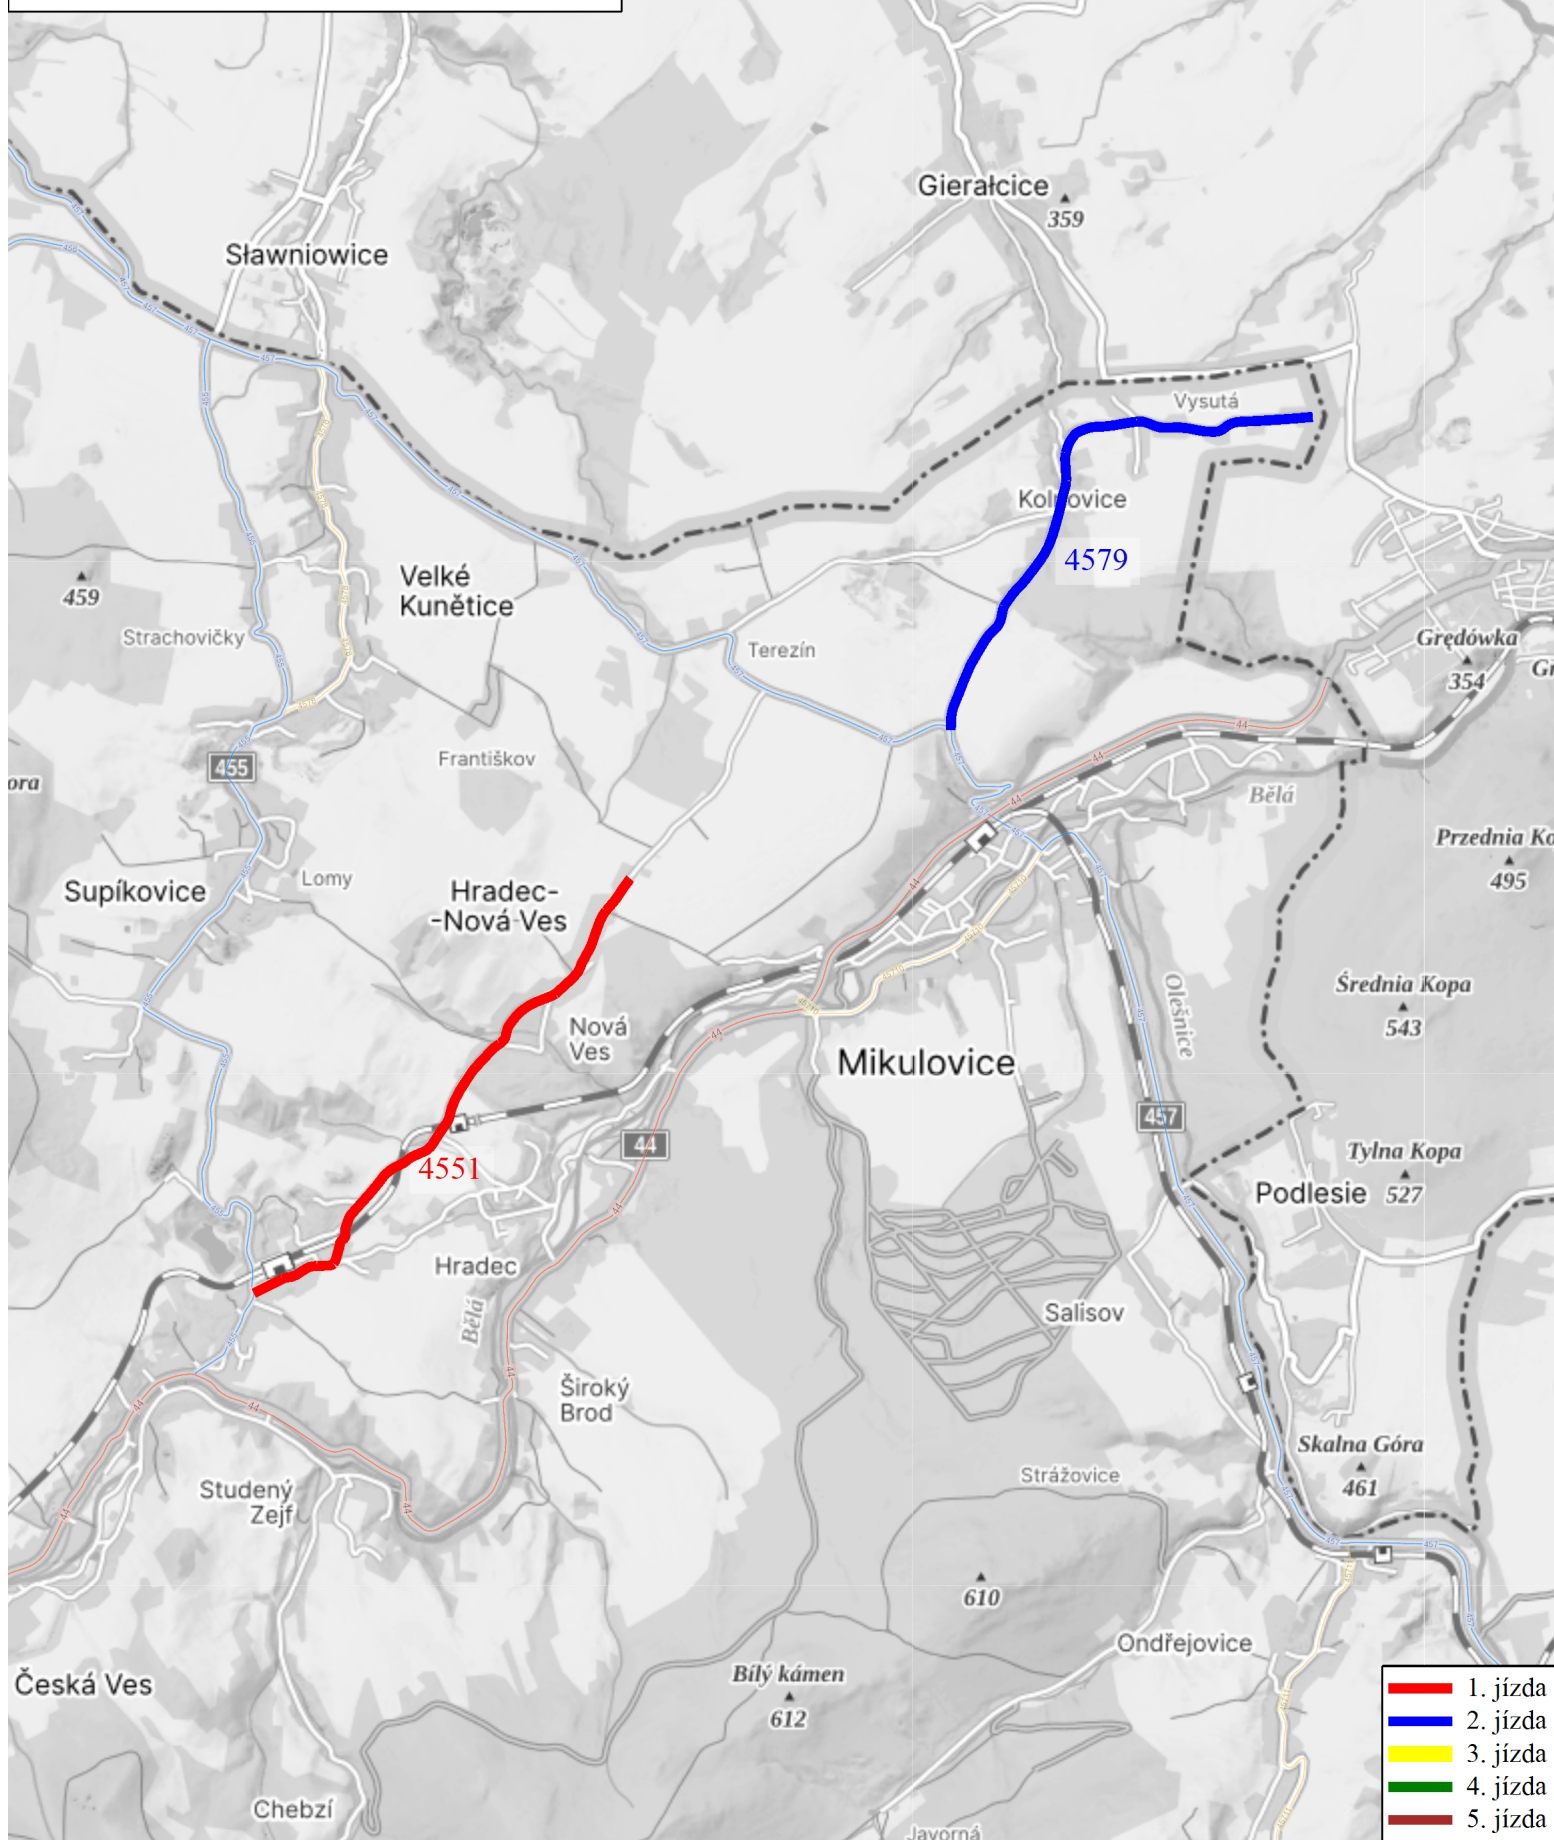 Gierałcice
359
Sławniowice
Vysutá
Kolnovice
4579
459
Velké
Kunětice
Strachovičky
Terezín
Grędówka
354
Gr
Františkov
455
ora
Bělá
Przednia Ko
495
Supíkovice
Lomy
Hradec-
-Nová Ves
Olešnice
Średnia Kopa
543
Nová
Ves
Mikulovice
457
44
Tylna Kopa
527
4551
Podlesie
Hradec
Bělá
Salisov
Široký
Brod
Skalna Góra
461
Strážovice
Studený
Zejf
610
Ondřejovice
Česká Ves
Bílý kámen
612
Chebzí
Javorná
1. jízda
2. jízda
3. jízda
4. jízda
5. jízda